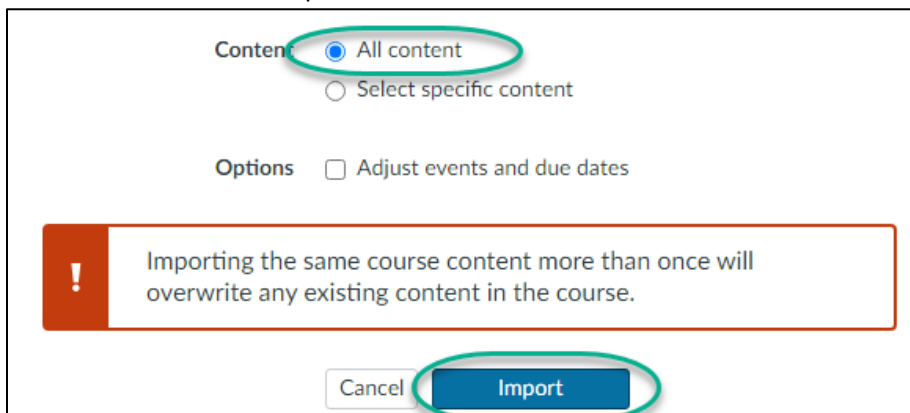 Content All content
Select specific content
Options Adjust events and due dates
! Importing the same course content more than once will
overwrite any existing content in the course.
Cancel Import